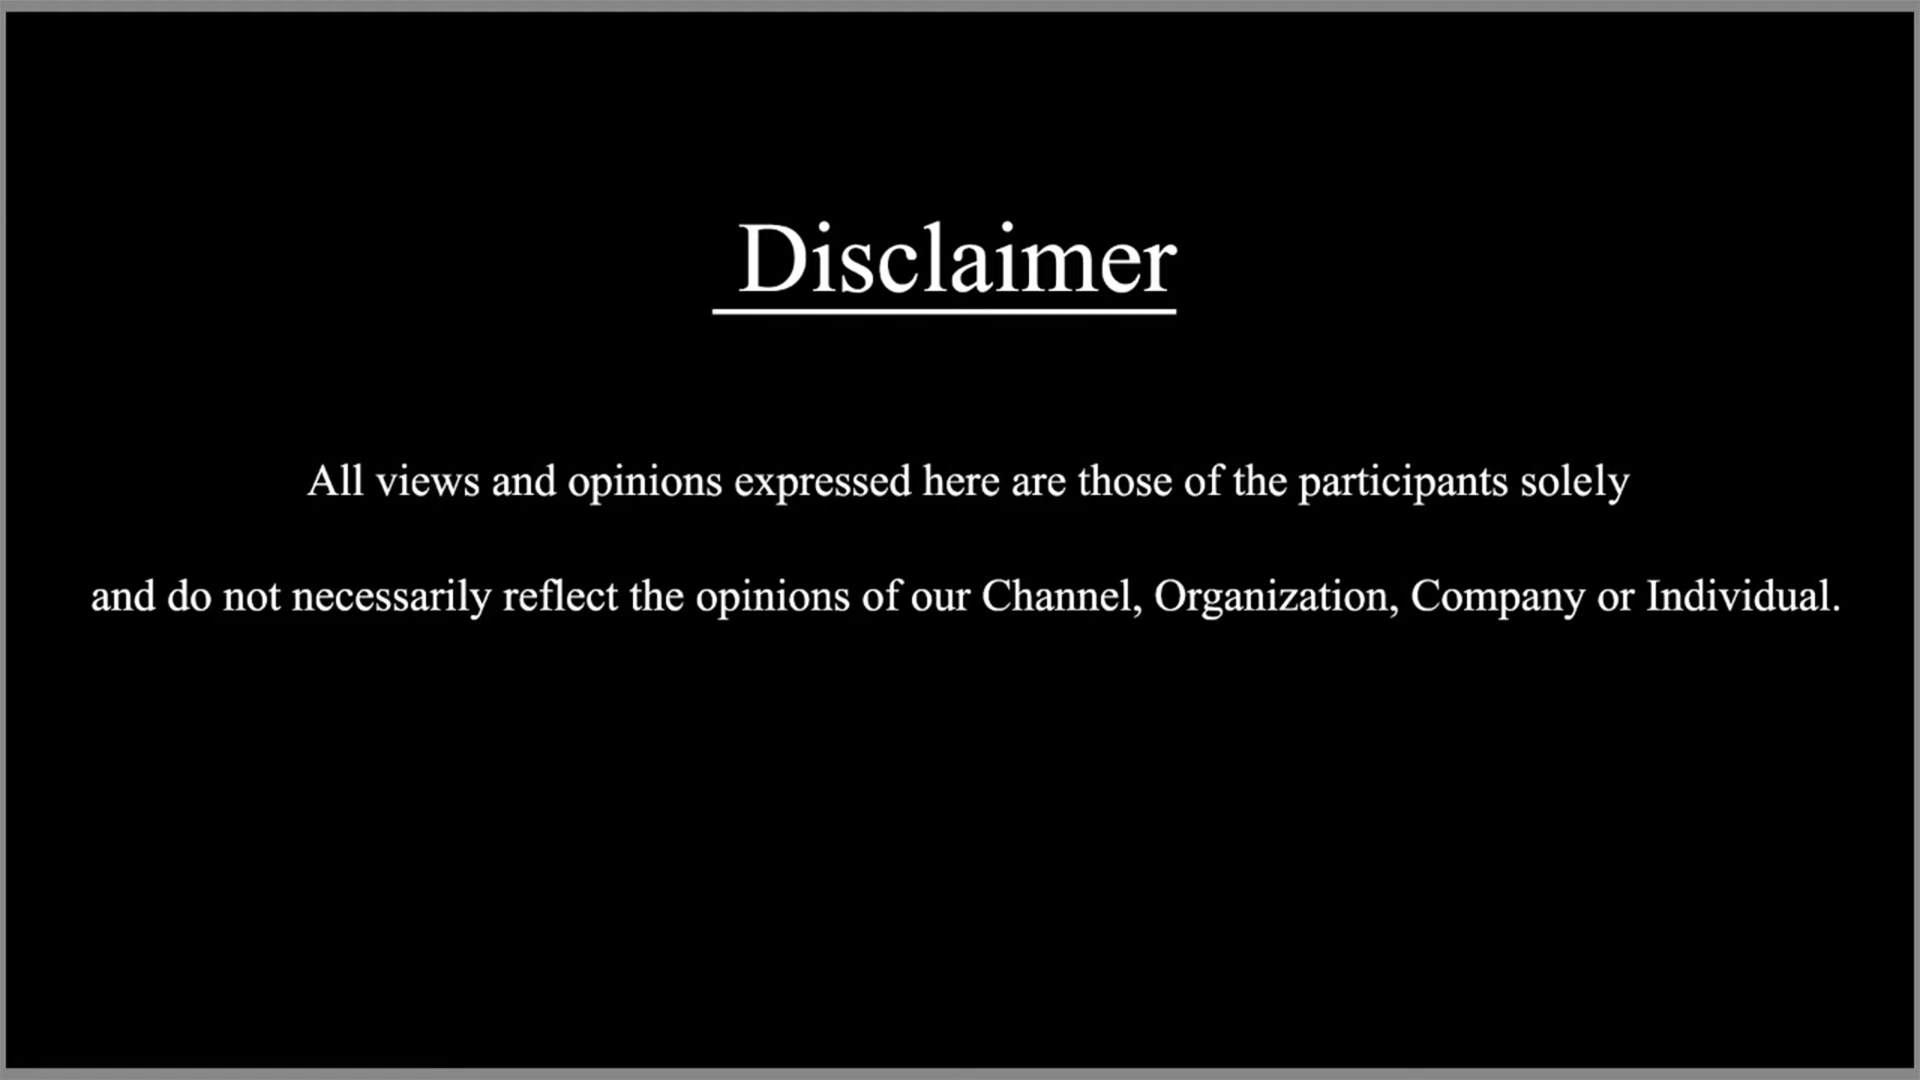 Disclaimer
All views and opinions expressed here are those of the participants solely
and do not necessarily reflect the opinions of our Channel, Organization, Company or Individual.